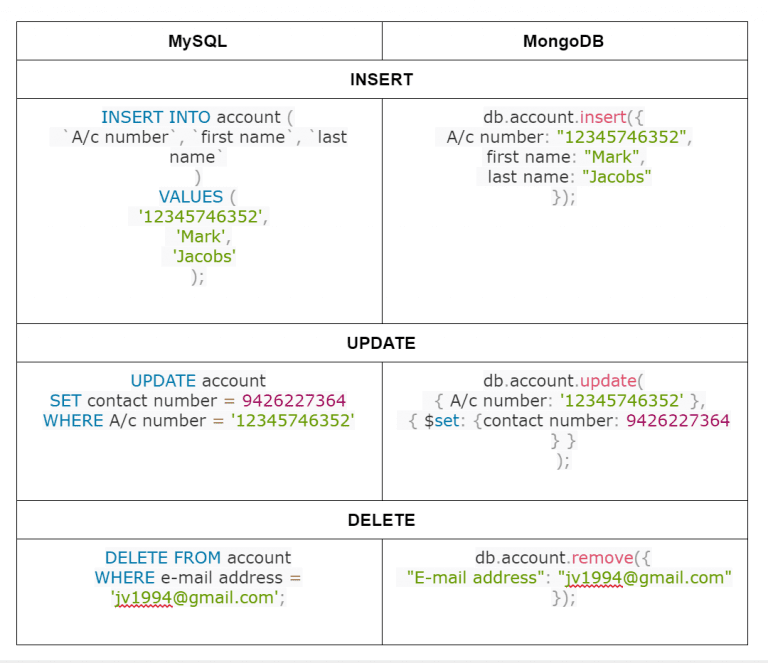 MySQL MongoDB
INSERT
INSERT INTO account (
`A/c number`, `first name`, `last
name`
)
VALUES (
'12345746352',
'Mark',
'Jacobs'
);
db.account.insert({
A/c number: "12345746352",
first name: "Mark",
last name: "Jacobs"
});
UPDATE
UPDATE account
SET contact number = 9426227364
WHERE A/c number = '12345746352'
db.account.update(
{ A/c number: '12345746352' },
{ $set: {contact number: 9426227364
} }
);
DELETE
DELETE FROM account
WHERE e-mail address =
'jv1994@gmail.com';
db.account.remove({
"E-mail address": "jv1994@gmail.com"
});